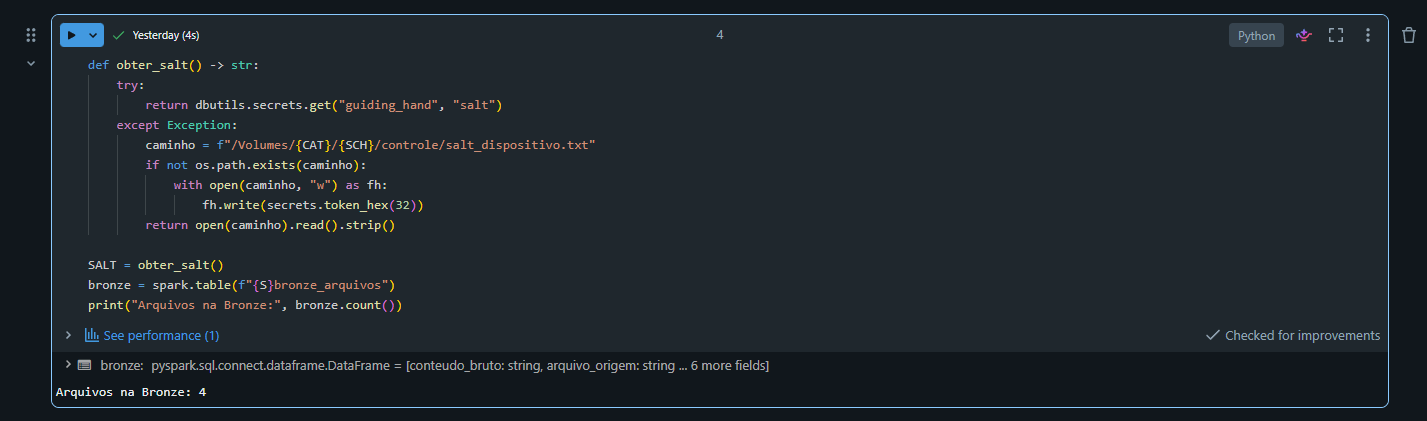 Yesterday (4s)
4
Python
def obter_salt() -> str:
    try:
        return dbutils.secrets.get("guiding_hand", "salt")
    except Exception:
        caminho = f"/Volumes/{CAT}/{SCH}/controle/salt_dispositivo.txt"
        if not os.path.exists(caminho):
            with open(caminho, "w") as fh:
                fh.write(secrets.token_hex(32))
        return open(caminho).read().strip()
SALT = obter_salt()
bronze = spark.table(f"{S}bronze_arquivos")
print("Arquivos na Bronze:", bronze.count())
See performance (1)
Checked for improvements
bronze: pyspark.sql.connect.dataframe.DataFrame = [conteudo_bruto: string, arquivo_origem: string ... 6 more fields]
Arquivos na Bronze: 4